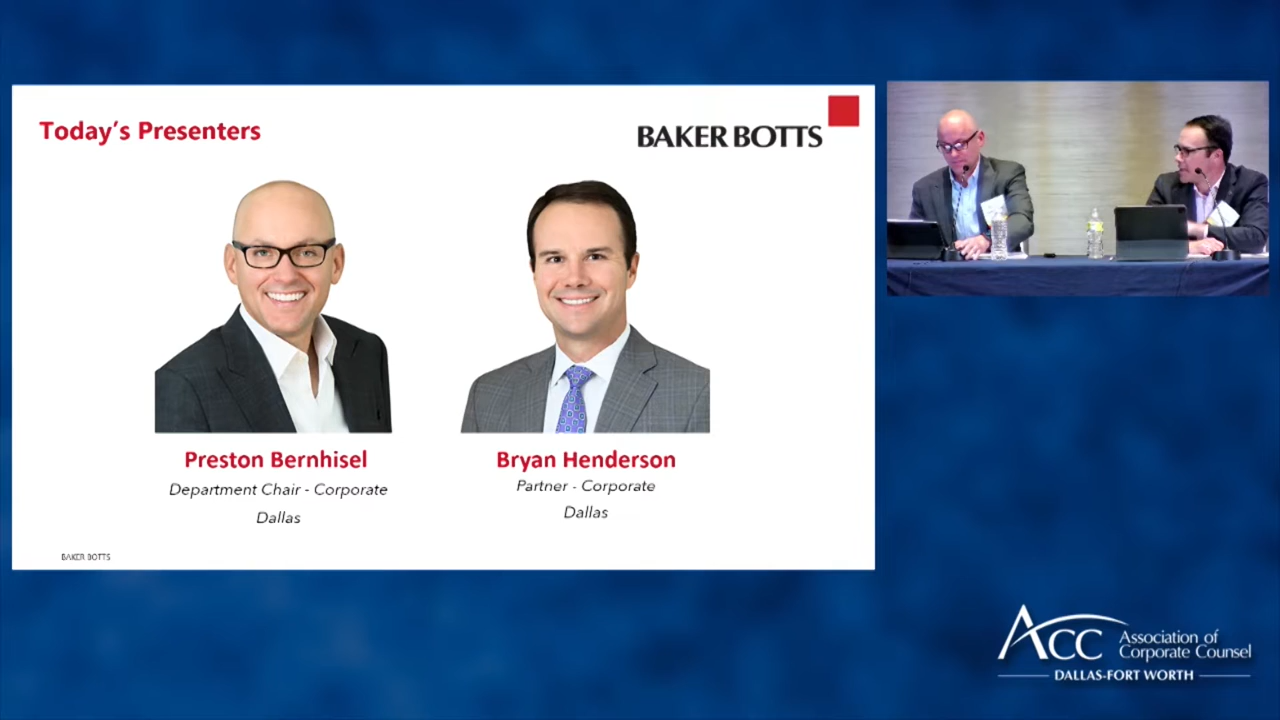 Today's Presenters
BAKER BOTTS
Preston Bernhisel
Department Chair - Corporate
Dallas
Bryan Henderson
Partner - Corporate
Dallas
BAKER BOTTS
ACC
Association of
Corporate Counsel
DALLAS-FORT WORTH